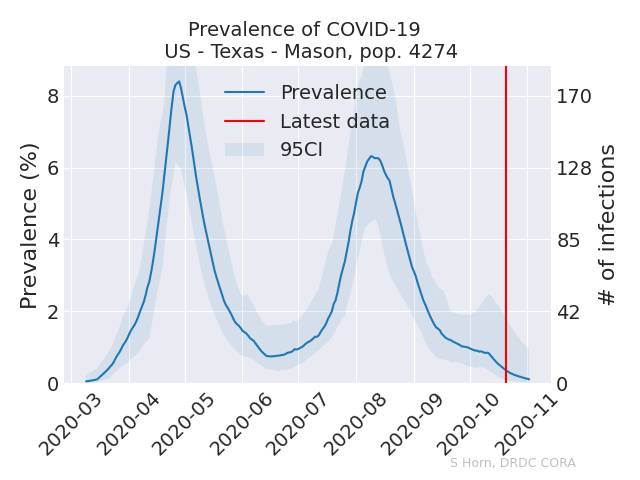 Prevalence of COVID-19
US - Texas - Mason, pop. 4274
Prevalence
Latest data
95CI
Prevalence (%)
8
6
4
2
0
# of infections
170
128
85
42
0
2020-03
2020-04
2020-05
2020-06
2020-07
2020-08
2020-09
2020-10
2020-11
S Horn, DRDC CORA